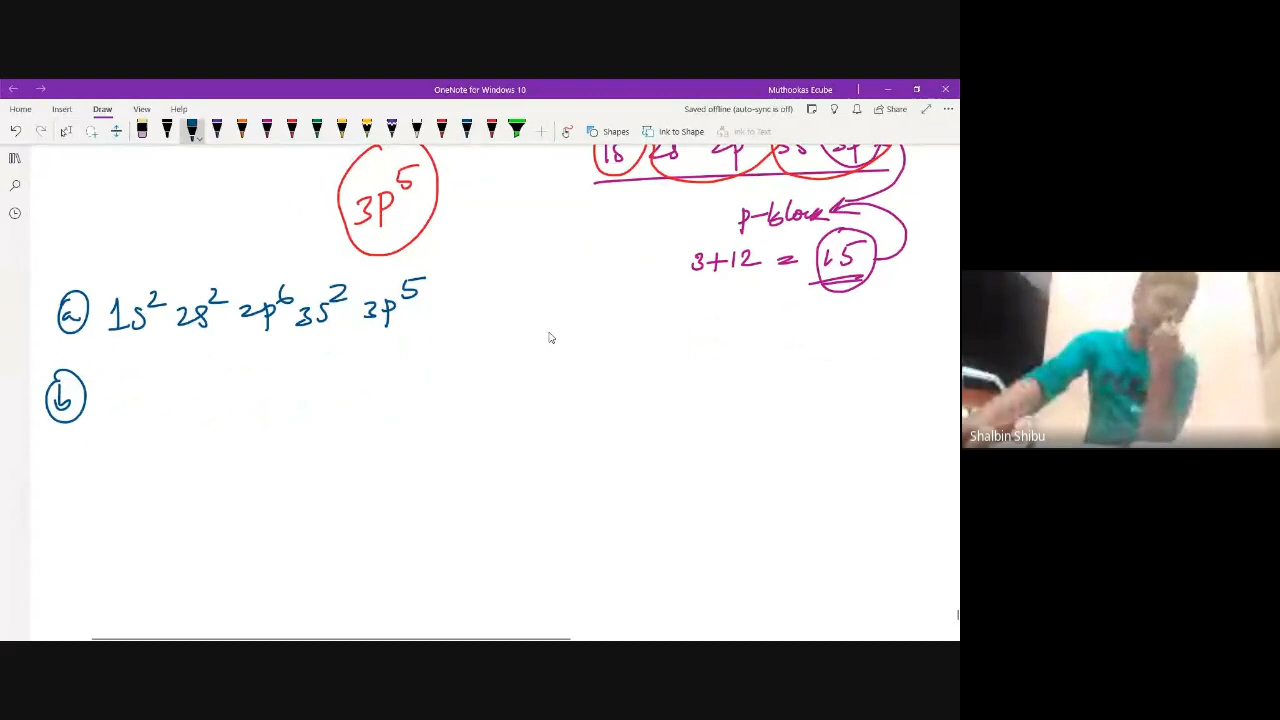 OneNote for Windows 10
Muthookas Ecube
Home Insert Draw View Help
Saved offline (auto-sync is off)
Share
Shapes
Ink to Shape
Ink to Text
3p⁵
p-block
3+12 = 15
a 1s² 2s² 2p⁶ 3s² 3p⁵
b
Shalbin Shibu